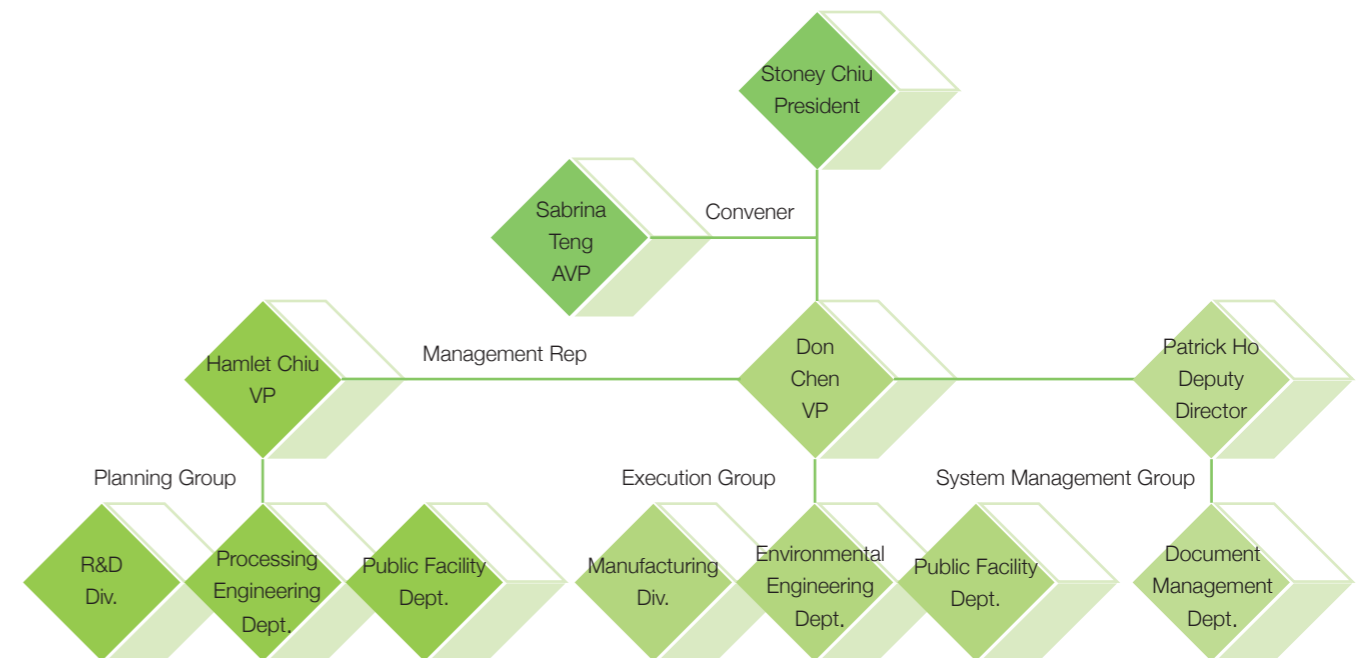 Stoney Chiu
President
Sabrina
Teng
AVP
Convener
Hamlet Chiu
VP
Management Rep
Don
Chen
VP
Patrick Ho
Deputy
Director
Planning Group
Execution Group
System Management Group
R&D
Div.
Processing
Engineering
Dept.
Public Facility
Dept.
Manufacturing
Div.
Environmental
Engineering
Dept.
Public Facility
Dept.
Document
Management
Dept.